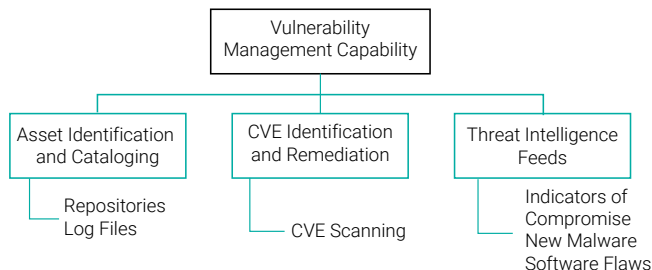 Vulnerability
Management Capability
Asset Identification
and Cataloging
Repositories
Log Files
CVE Identification
and Remediation
CVE Scanning
Threat Intelligence
Feeds
Indicators of
Compromise
New Malware
Software Flaws